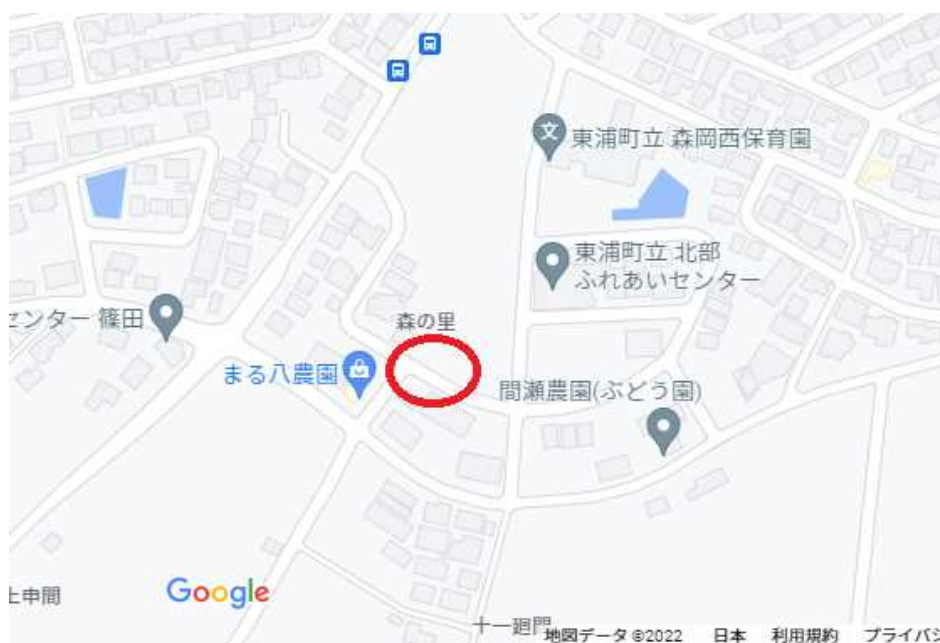 文
東浦町立 森岡西保育園
東浦町立 北部
ふれあいセンター
センター 篠田
森の里
まる八農園
間瀬農園(ぶどう園)
Google
十一廻間
地図データ ©2022 日本 利用規約 プライバシ